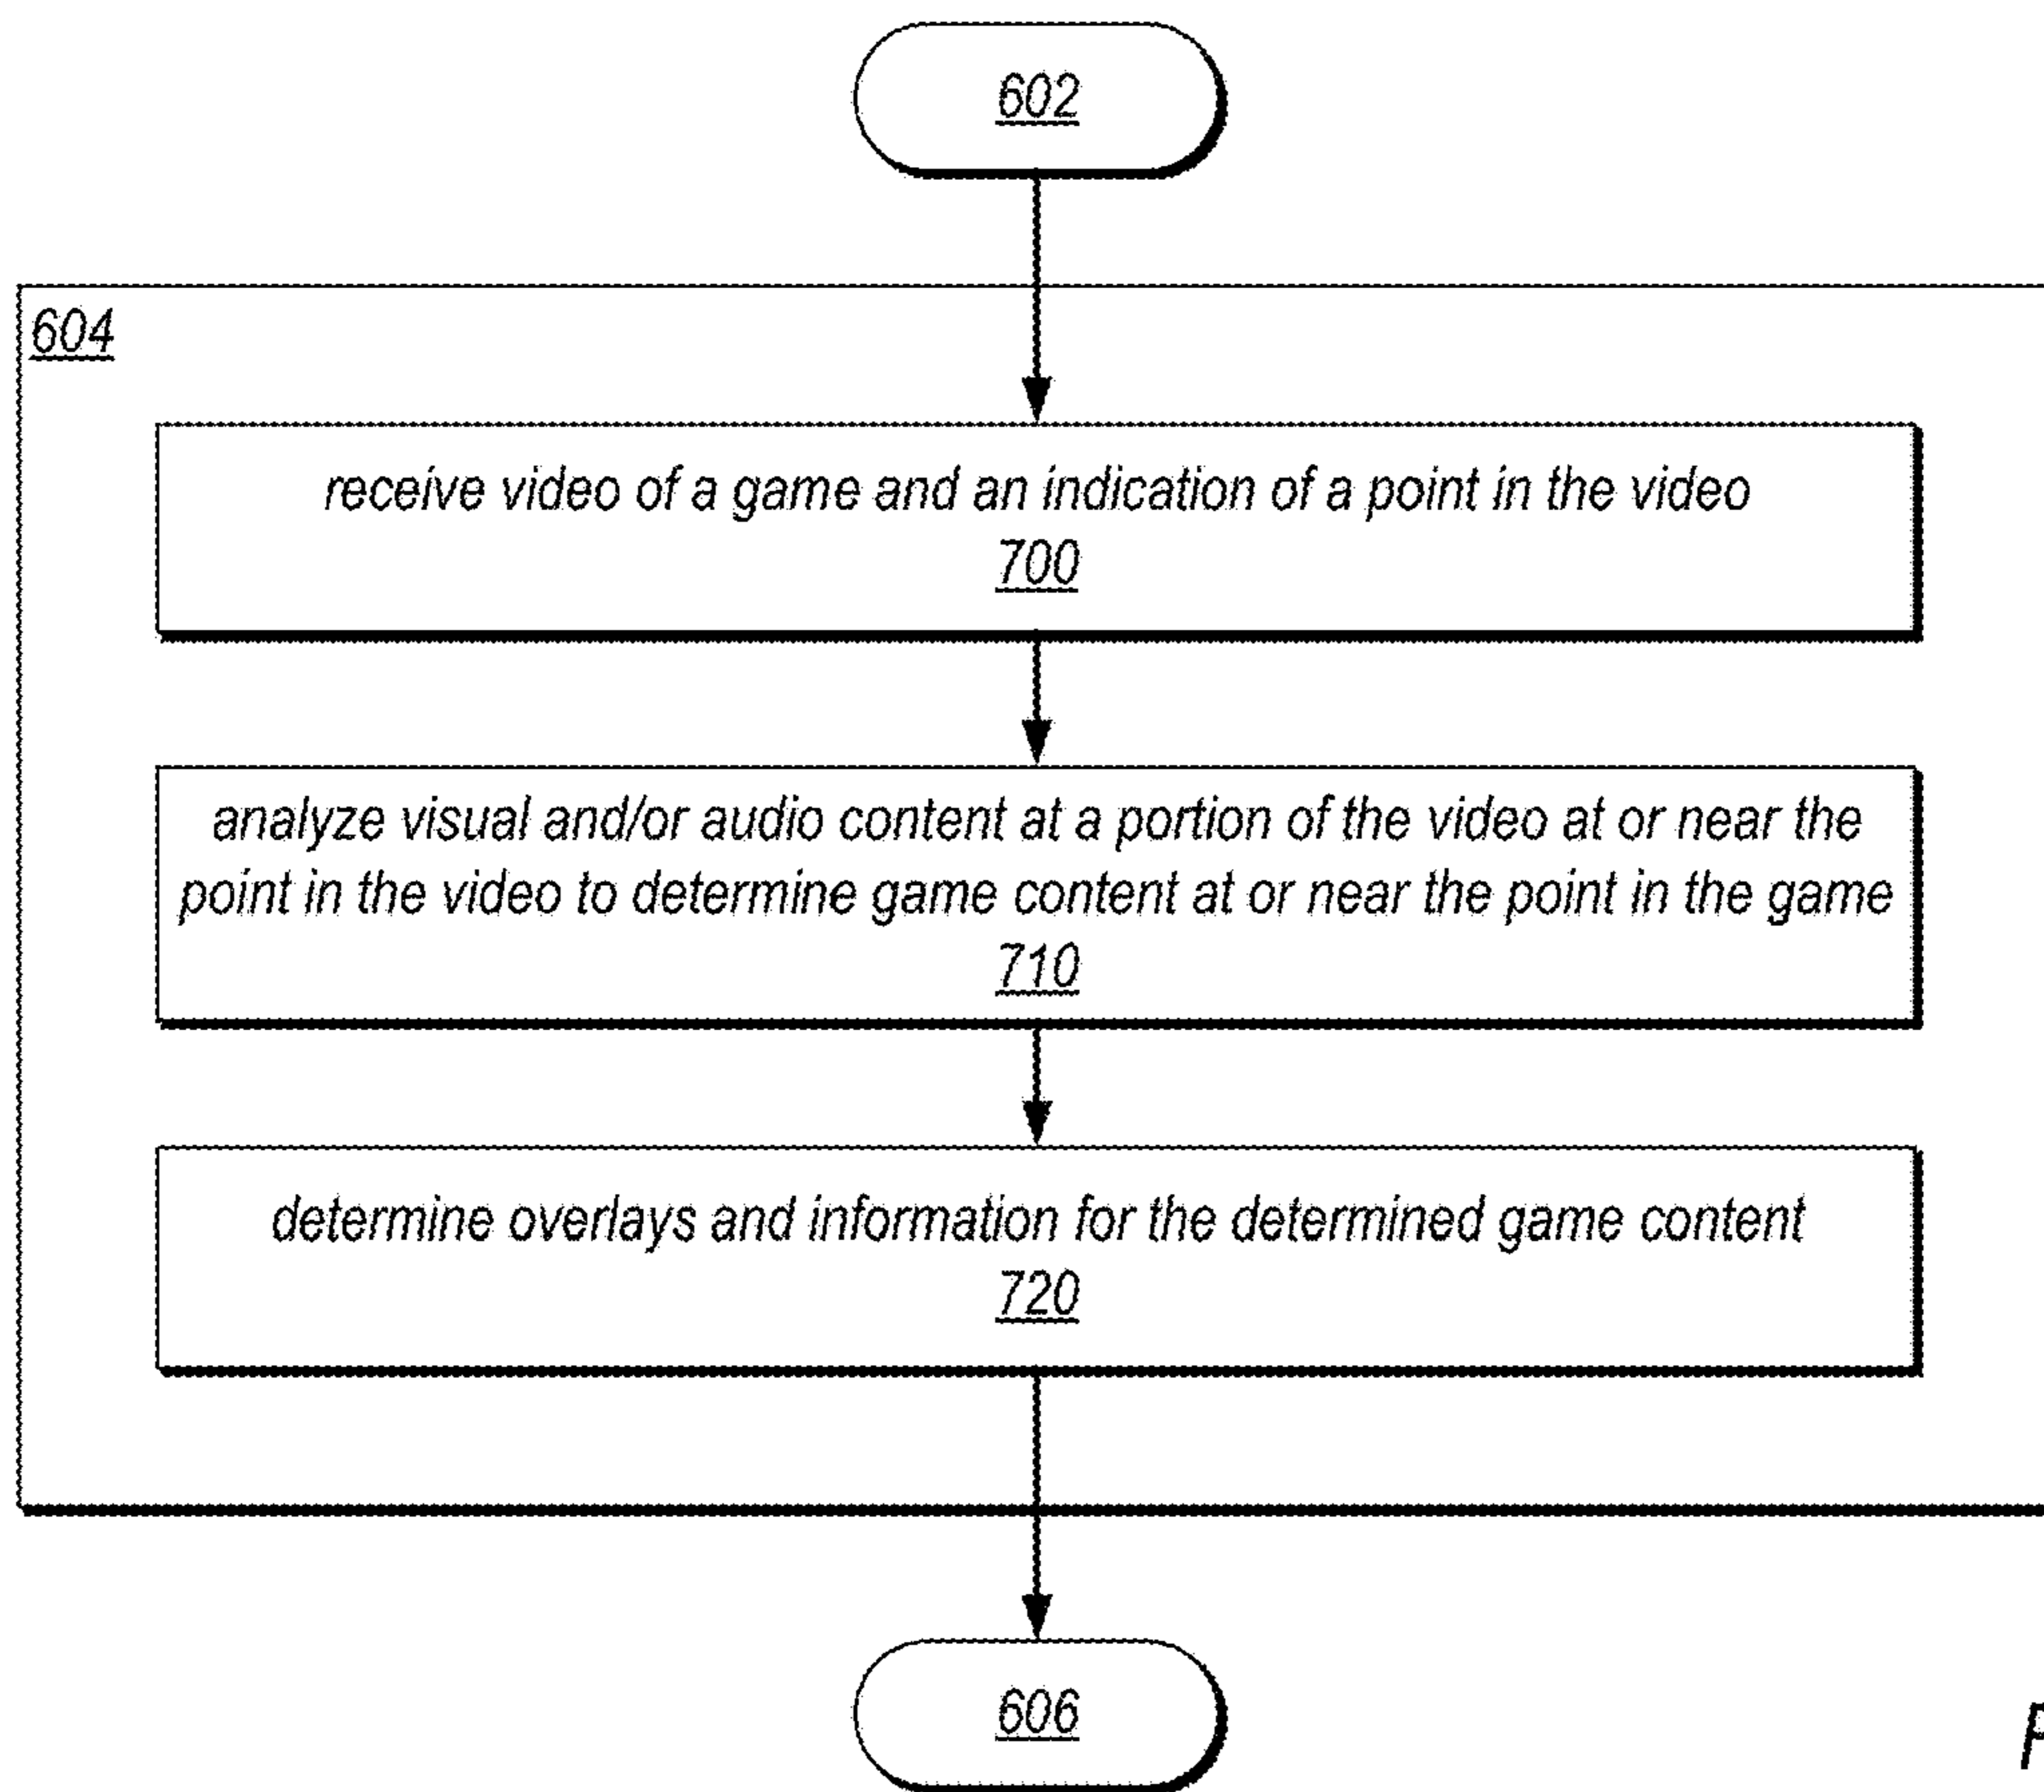 602
604
receive video of a game and an indication of a point in the video
700
analyze visual and/or audio content at a portion of the video at or near the
point in the video to determine game content at or near the point in the game
710
determine overlays and information for the determined game content
720
606